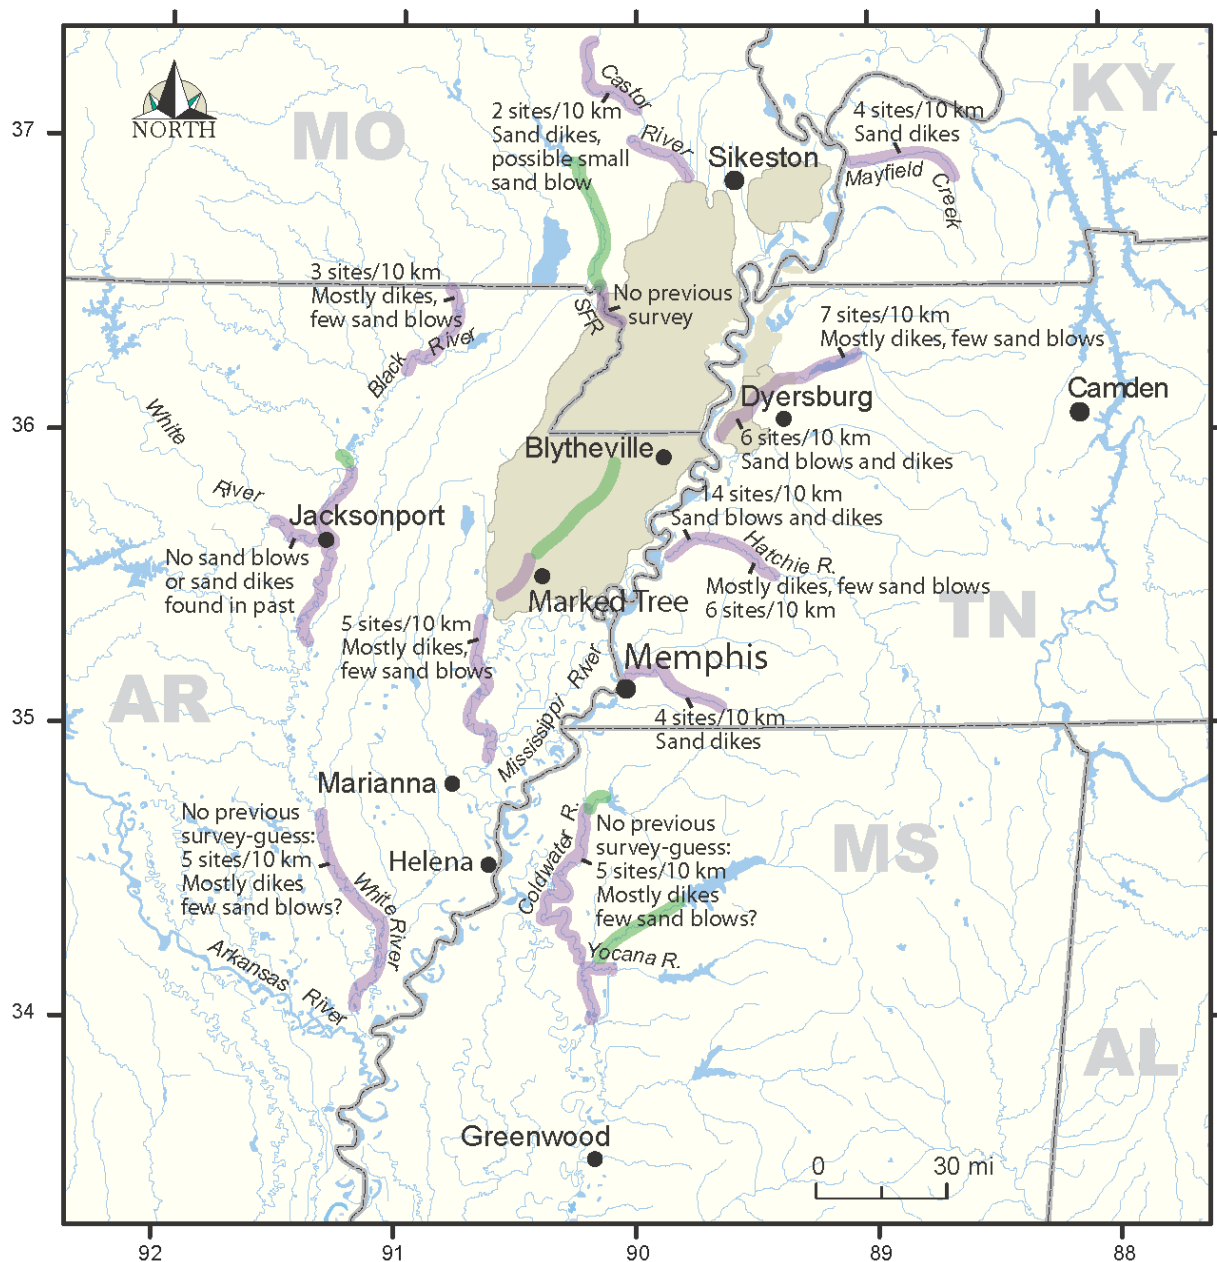 NORTH
MO
KY
TN
AR
MS
AL
37
36
35
34
92
91
90
89
88
Castor
River
2 sites/10 km
Sand dikes,
possible small
sand blow
Sikeston
4 sites/10 km
Sand dikes
Mayfield
Creek
3 sites/10 km
Mostly dikes,
few sand blows
Black River
SFR
No previous
survey
7 sites/10 km
Mostly dikes, few sand blows
Camden
Dyersburg
6 sites/10 km
Sand blows and dikes
Blytheville
White
River
Jacksonport
No sand blows
or sand dikes
found in past
14 sites/10 km
Sand blows and dikes
Hatchie R.
Mostly dikes, few sand blows
6 sites/10 km
Marked Tree
5 sites/10 km
Mostly dikes,
few sand blows
Mississippi River
Memphis
4 sites/10 km
Sand dikes
Marianna
Helena
No previous
survey-guess:
5 sites/10 km
Mostly dikes
few sand blows?
White River
Arkansas River
Coldwater R.
No previous
survey-guess:
5 sites/10 km
Mostly dikes
few sand blows?
Yocana R.
Greenwood
0 30 mi